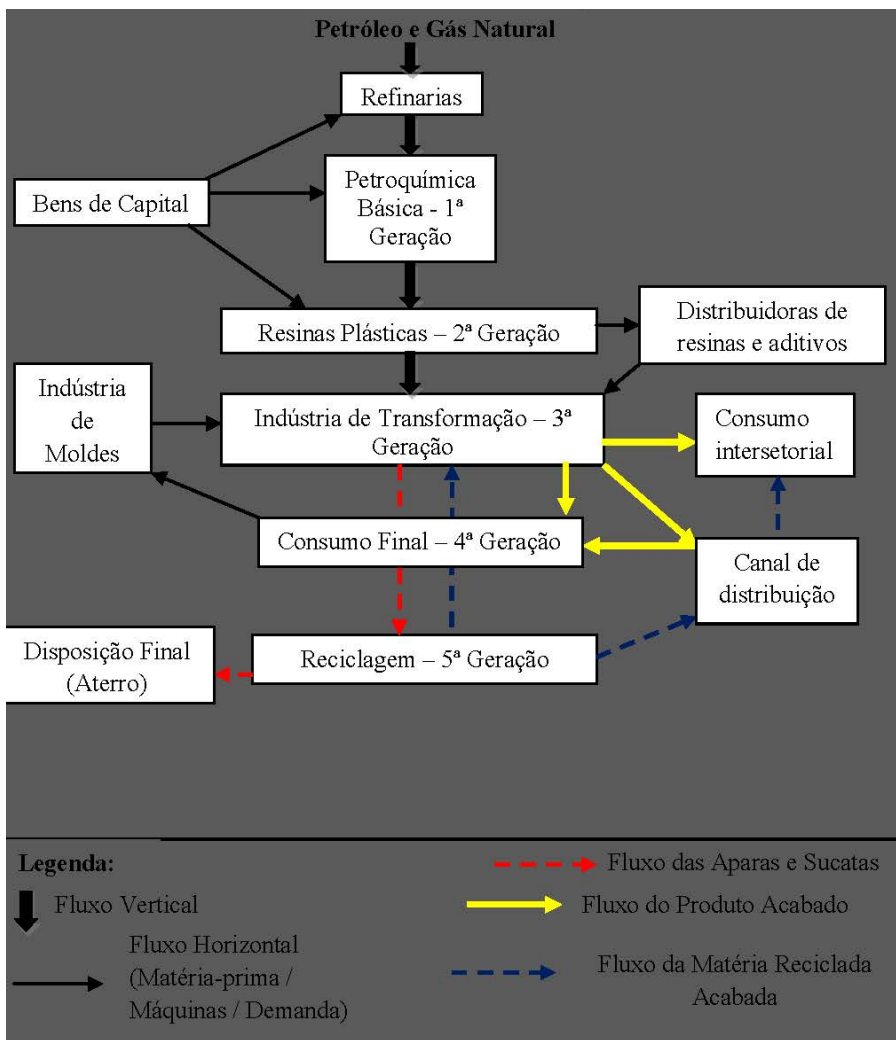 Petróleo e Gás Natural
Refinarias
Petroquímica
Básica - 1ª
Geração
Bens de Capital
Resinas Plásticas – 2ª Geração
Distribuidoras de
resinas e aditivos
Indústria
de
Moldes
Indústria de Transformação – 3ª
Geração
Consumo
intersetorial
Consumo Final – 4ª Geração
Canal de
distribuição
Disposição Final
(Aterro)
Reciclagem – 5ª Geração
Legenda:
Fluxo Vertical
Fluxo Horizontal
(Matéria-prima /
Máquinas / Demanda)
Fluxo das Aparas e Sucatas
Fluxo do Produto Acabado
Fluxo da Matéria Reciclada
Acabada